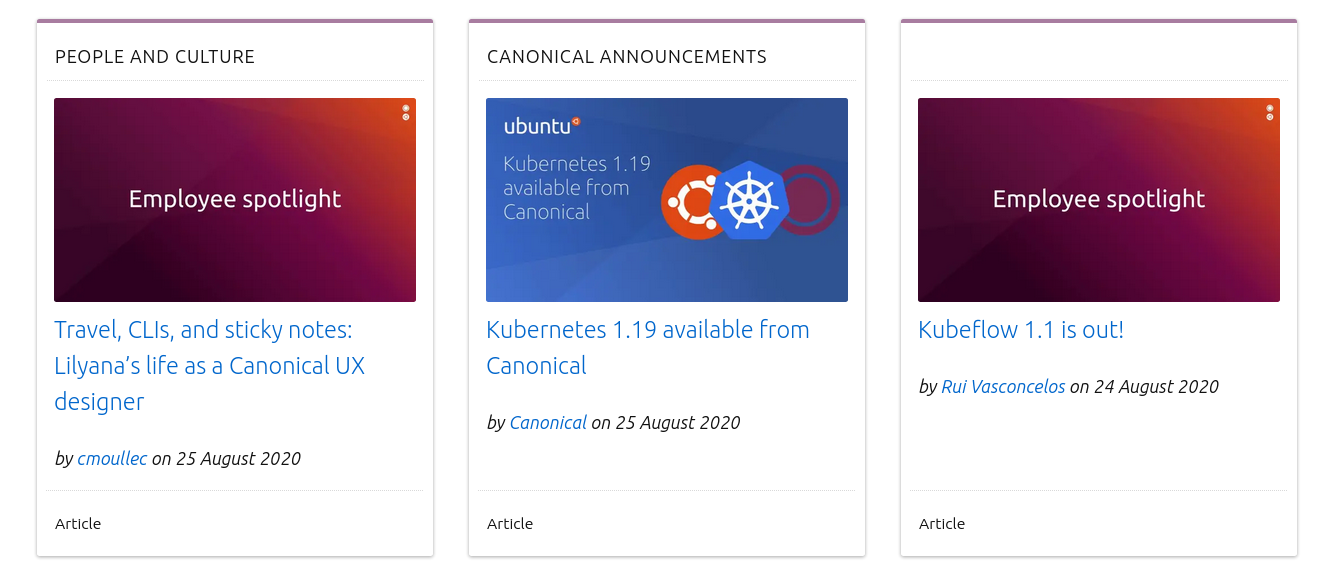 PEOPLE AND CULTURE
Employee spotlight
Travel, CLIs, and sticky notes:
Lilyana’s life as a Canonical UX
designer
by cmoullec on 25 August 2020
Article
CANONICAL ANNOUNCEMENTS
ubuntu
Kubernetes 1.19
available from
Canonical
Kubernetes 1.19 available from
Canonical
by Canonical on 25 August 2020
Article
Employee spotlight
Kubeflow 1.1 is out!
by Rui Vasconcelos on 24 August 2020
Article